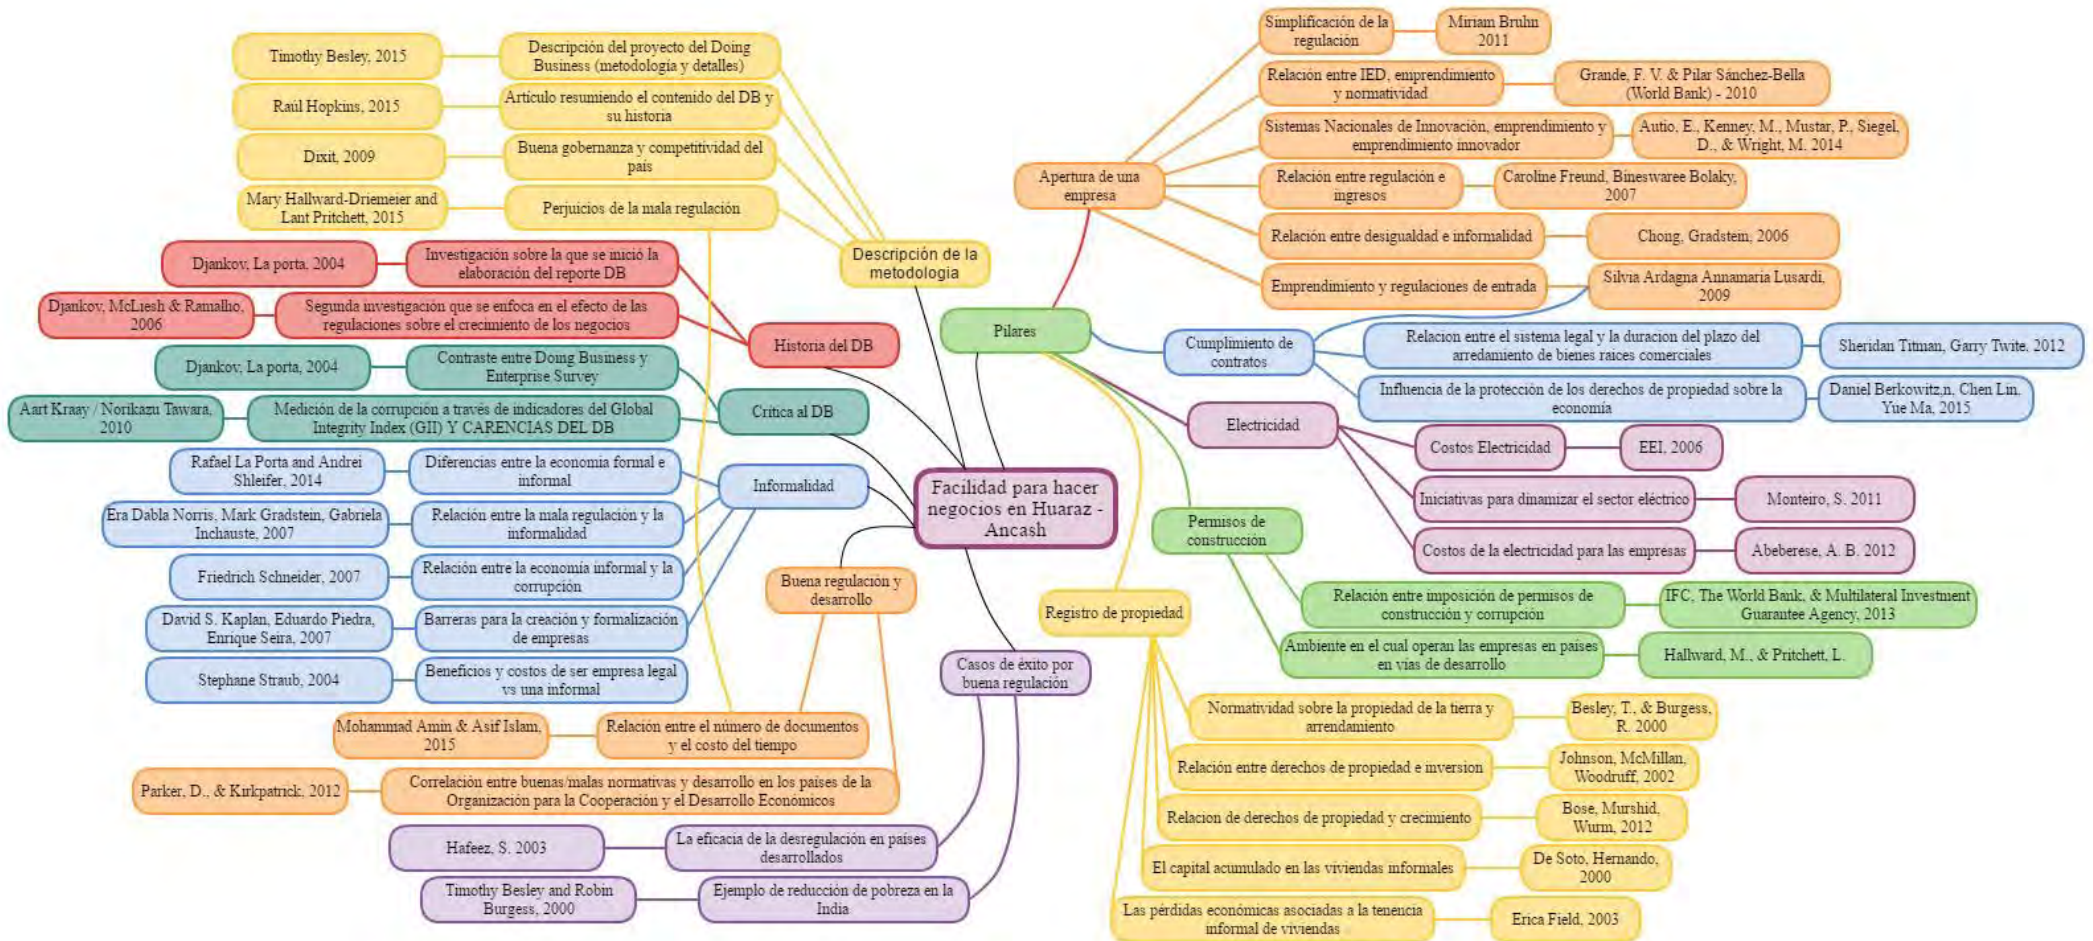 Timothy Besley, 2015
Descripción del proyecto del Doing
Business (metodología y detalles)
Raúl Hopkins, 2015
Artículo resumiendo el contenido del DB y
su historia
Dixit, 2009
Buena gobernanza y competitividad del
país
Mary Hallward-Driemeier and
Lant Pritchett, 2015
Perjuicios de la mala regulación
Descripción de la
metodologia
Djankov, La porta, 2004
Investigación sobre la que se inició la
elaboración del reporte DB
Djankov, McLiesh & Ramalho,
2006
Segunda investigación que se enfoca en el efecto de las
regulaciones sobre el crecimiento de los negocios
Historia del DB
Djankov, La porta, 2004
Contraste entre Doing Business y
Enterprise Survey
Aart Kraay / Norikazu Tawara,
2010
Medición de la corrupción a través de indicadores del Global
Integrity Index (GII) Y CARENCIAS DEL DB
Crítica al DB
Rafael La Porta and Andrei
Shleifer, 2014
Diferencias entre la economía formal e
informal
Informalidad
Era Dabla Norris, Mark Gradstein, Gabriela
Inchauste, 2007
Relación entre la mala regulación y la
informalidad
Friedrich Schneider, 2007
Relación entre la economía informal y la
corrupción
David S. Kaplan, Eduardo Piedra,
Enrique Seira, 2007
Barreras para la creación y formalización
de empresas
Stephane Straub, 2004
Beneficios y costos de ser empresa legal
vs una informal
Facilidad para hacer
negocios en Huaraz -
Ancash
Buena regulación y
desarrollo
Mohammad Amin & Asif Islam,
2015
Relación entre el número de documentos
y el costo del tiempo
Parker, D., & Kirkpatrick, 2012
Correlación entre buenas/malas normativas y desarrollo en los países de la
Organización para la Cooperación y el Desarrollo Económicos
Casos de éxito por
buena regulación
Hafeez, S. 2003
La eficacia de la desregulación en países
desarrollados
Timothy Besley and Robin
Burgess, 2000
Ejemplo de reducción de pobreza en la
India
Pilares
Apertura de una
empresa
Simplificación de la
regulación
Miriam Bruhn
2011
Relación entre IED, emprendimiento
y normatividad
Grande, F. V. & Pilar Sánchez-Bella
(World Bank) - 2010
Sistemas Nacionales de Innovación, emprendimiento y
emprendimiento innovador
Autio, E., Kenney, M., Mustar, P., Siegel,
D., & Wright, M. 2014
Relación entre regulación e
ingresos
Caroline Freund, Bineswaree Bolaky,
2007
Relación entre desigualdad e informalidad
Chong, Gradstein, 2006
Emprendimiento y regulaciones de entrada
Silvia Ardagna Annamaria Lusardi,
2009
Cumplimiento de
contratos
Relacion entre el sistema legal y la duracion del plazo del
arredamiento de bienes raices comerciales
Sheridan Titman, Garry Twite, 2012
Influencia de la protección de los derechos de propiedad sobre la
economía
Daniel Berkowitz,n, Chen Lin,
Yue Ma, 2015
Electricidad
Costos Electricidad
EEI, 2006
Iniciativas para dinamizar el sector eléctrico
Monteiro, S. 2011
Costos de la electricidad para las empresas
Abeberese, A. B. 2012
Permisos de
construcción
Relación entre imposición de permisos de
construcción y corrupción
IFC, The World Bank, & Multilateral Investment
Guarantee Agency, 2013
Ambiente en el cual operan las empresas en países
en vías de desarrollo
Hallward, M., & Pritchett, L.
Registro de propiedad
Normatividad sobre la propiedad de la tierra y
arrendamiento
Besley, T., & Burgess,
R. 2000
Relación entre derechos de propiedad e inversion
Johnson, McMillan,
Woodruff, 2002
Relacion de derechos de propiedad y crecimiento
Bose, Murshid,
Wurm, 2012
El capital acumulado en las viviendas informales
De Soto, Hernando,
2000
Las pérdidas económicas asociadas a la tenencia
informal de viviendas
Erica Field, 2003